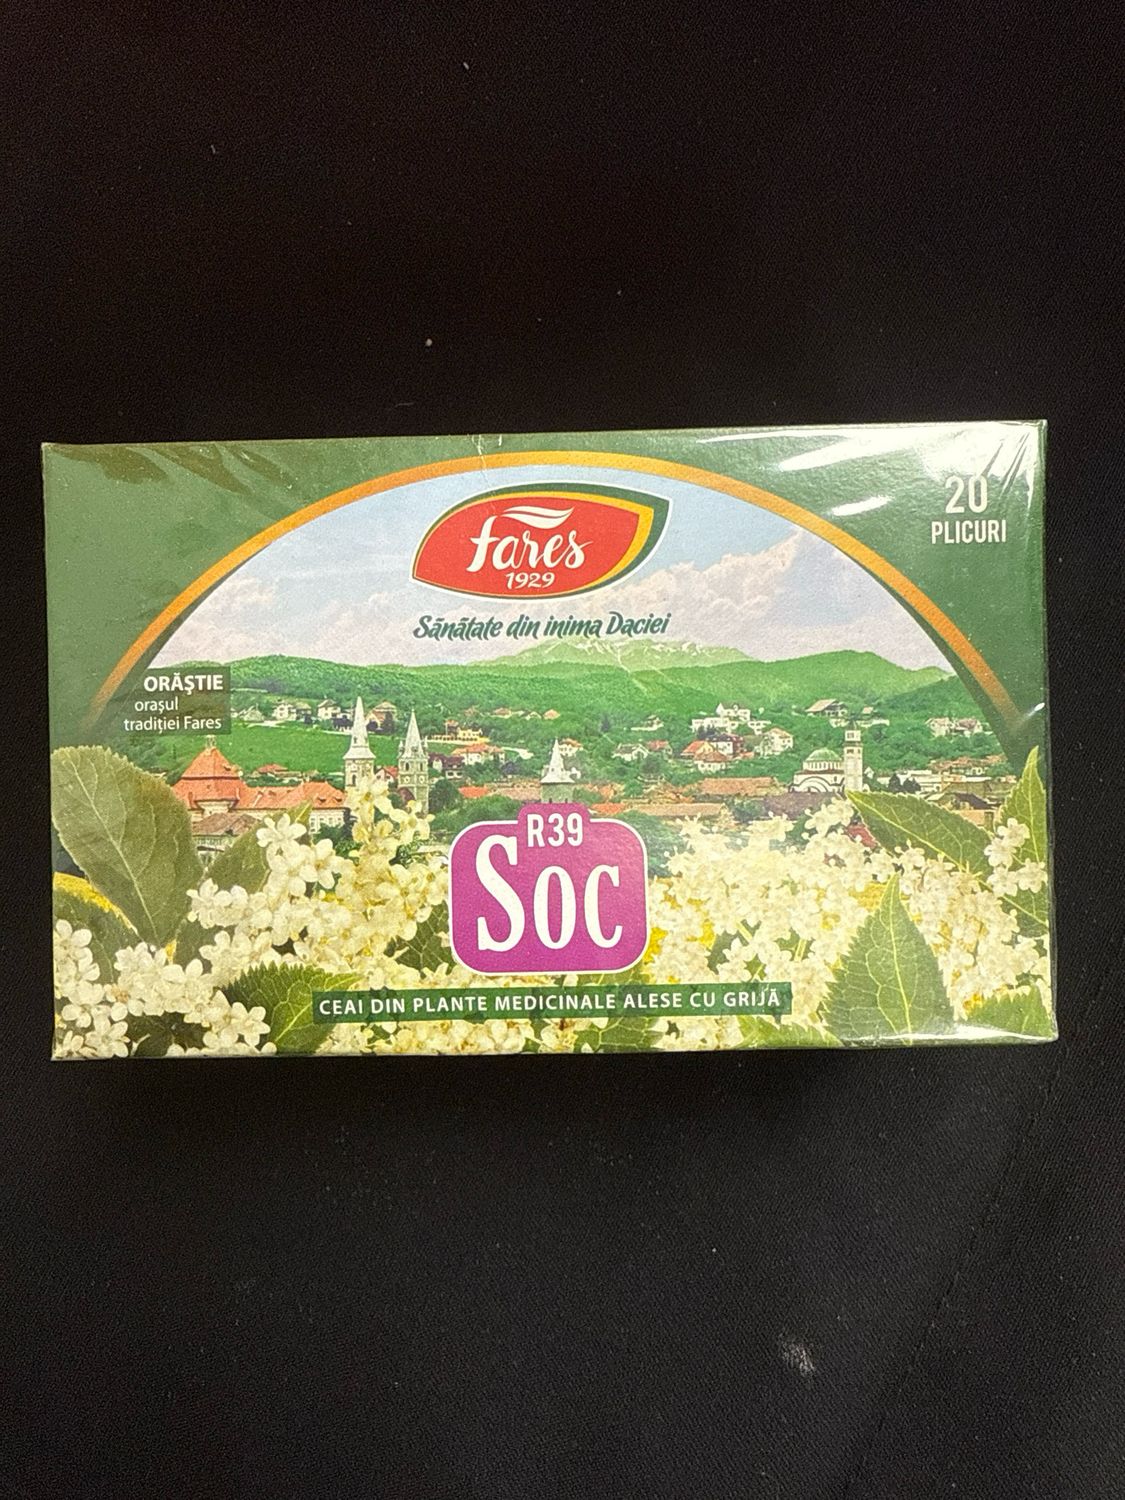 20
PLICURI
fares
1929
Sănătate din inima Daciei
ORĂŞTIE
oraşul
tradiţiei Fares
R39
Soc
CEAI DIN PLANTE MEDICINALE ALESE CU GRIJĂ